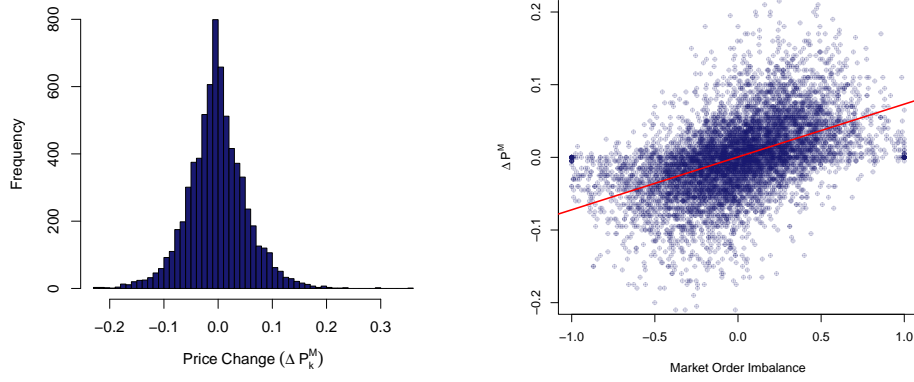 800
600
400
200
0
Frequency
−0.2 −0.1 0.0 0.1 0.2 0.3
Price Change (Δ P_k^M)
0.2
0.1
0.0
−0.1
−0.2
Δ P^M
−1.0 −0.5 0.0 0.5 1.0
Market Order Imbalance